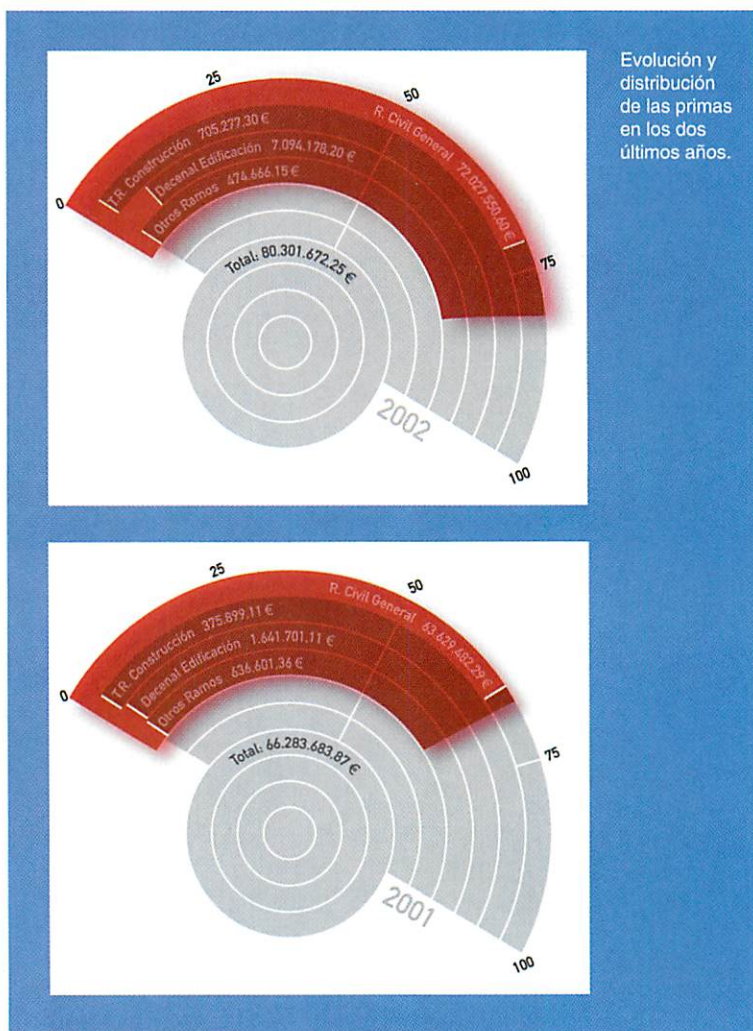 Evolución y
distribución
de las primas
en los dos
últimos años.
0
25
50
75
100
R. Civil General 72.027.550.60 €
T.R. Construcción 705.277.30 €
Decenal Edificación 7.094.178,20 €
Otros Ramos 474.666.15 €
Total: 80.301.672.25 €
2002
0
25
50
75
100
R. Civil General 63.629.482.29 €
T.R. Construcción 375.899.11 €
Decenal Edificación 1.641.701.11 €
Otros Ramos 636.601,36 €
Total: 66.283.683.87 €
2001